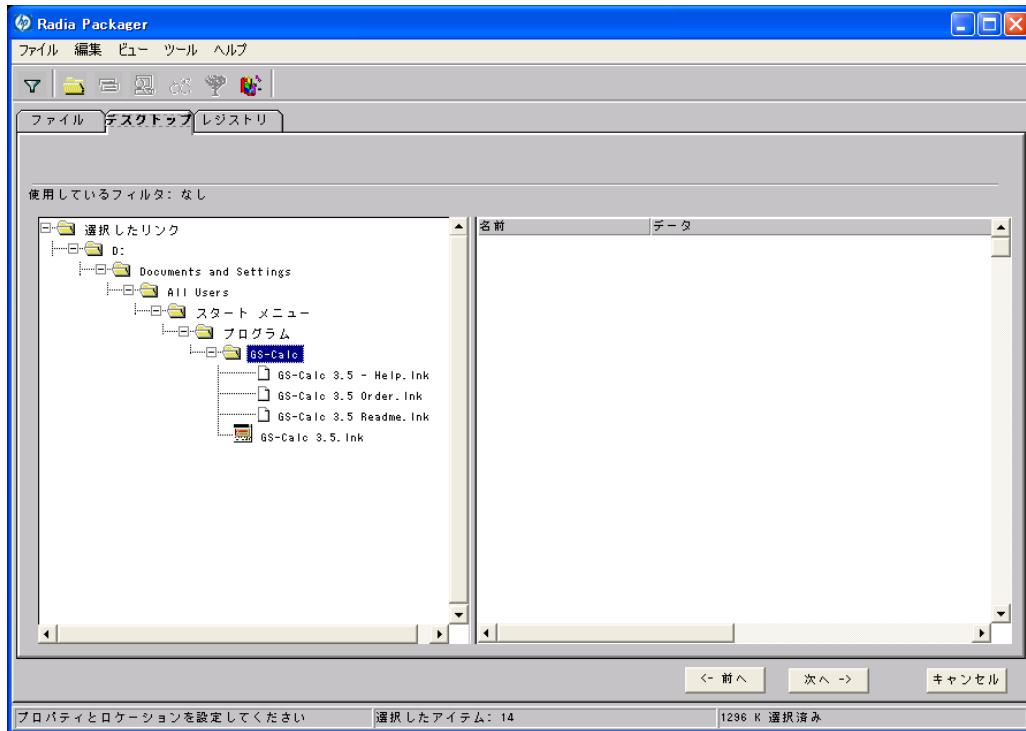 Radia Packager
ファイル 編集 ビュー ツール ヘルプ
ファイル デスクトップ レジストリ
使用しているフィルタ: なし
選択したリンク
D:
Documents and Settings
All Users
スタート メニュー
プログラム
GS-Calc
GS-Calc 3.5 - Help.lnk
GS-Calc 3.5 Order.lnk
GS-Calc 3.5 Readme.lnk
GS-Calc 3.5.lnk
名前 データ
<- 前へ 次へ -> キャンセル
プロパティとロケーションを設定してください 選択したアイテム: 14 1296 K 選択済み